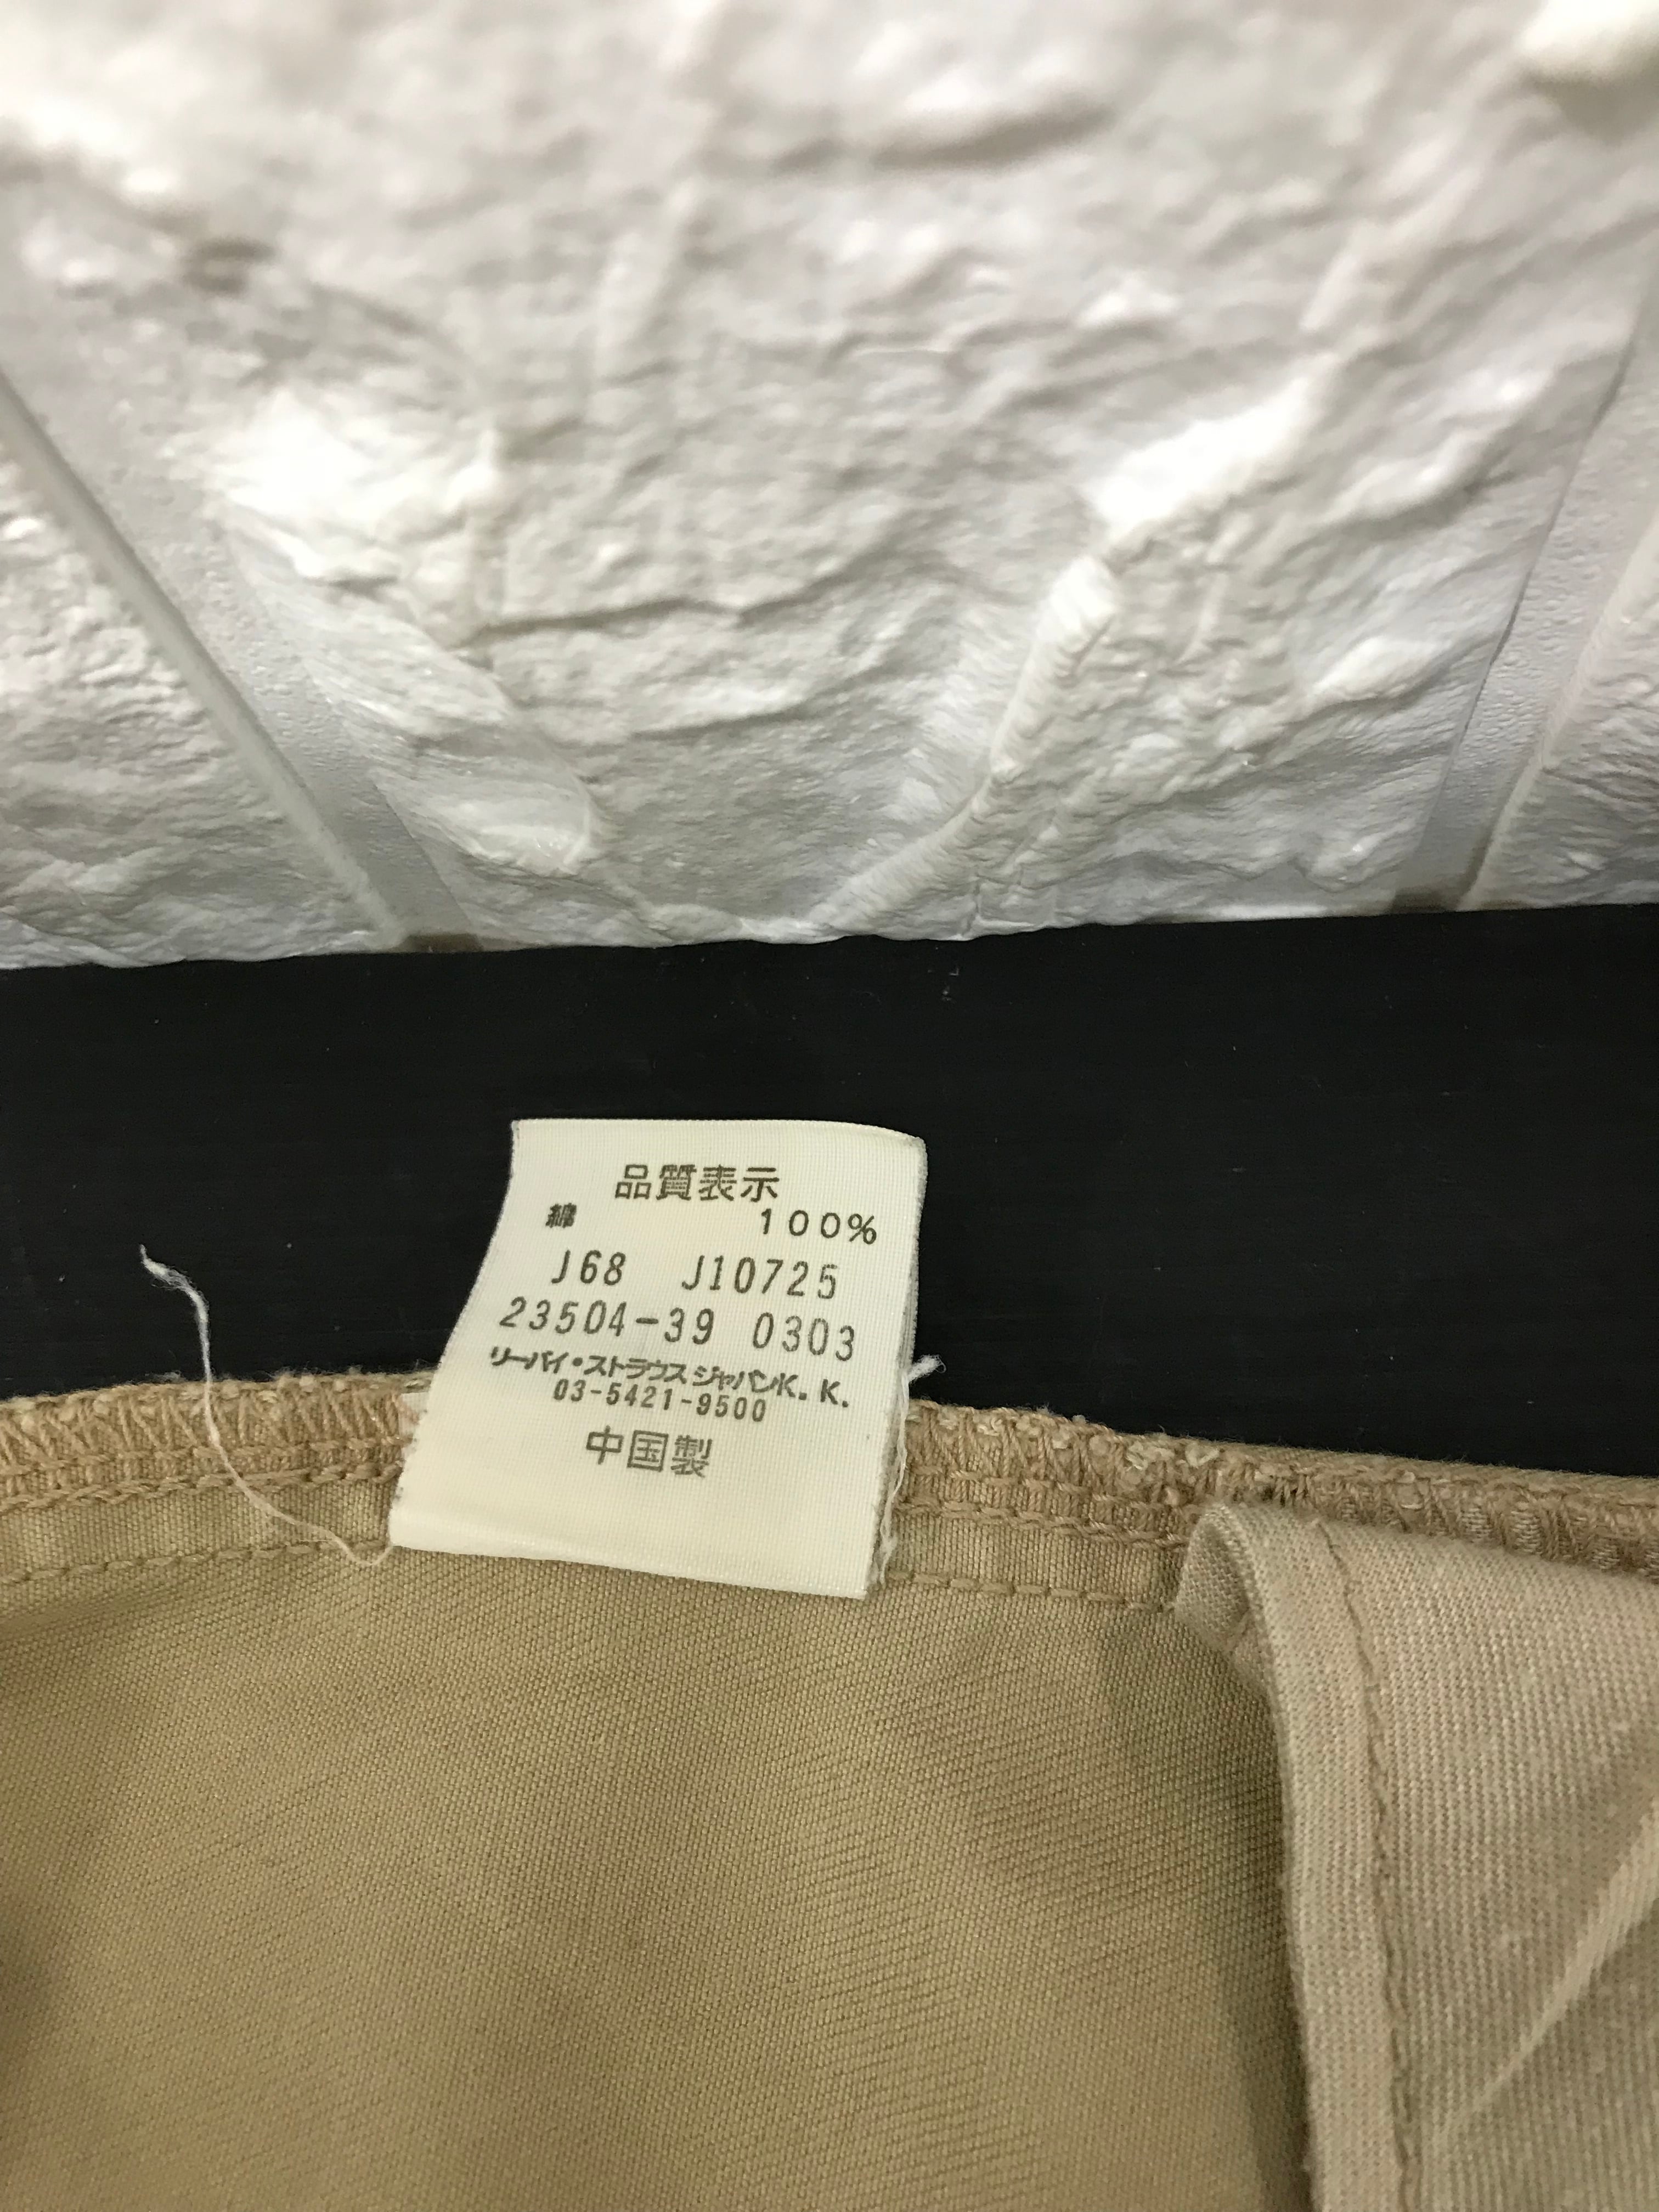 品質表示
綿 100%
J68 J10725
23504-39 0303
リーバイ・ストラウス ジャパンK.K.
03-5421-9500
中国製